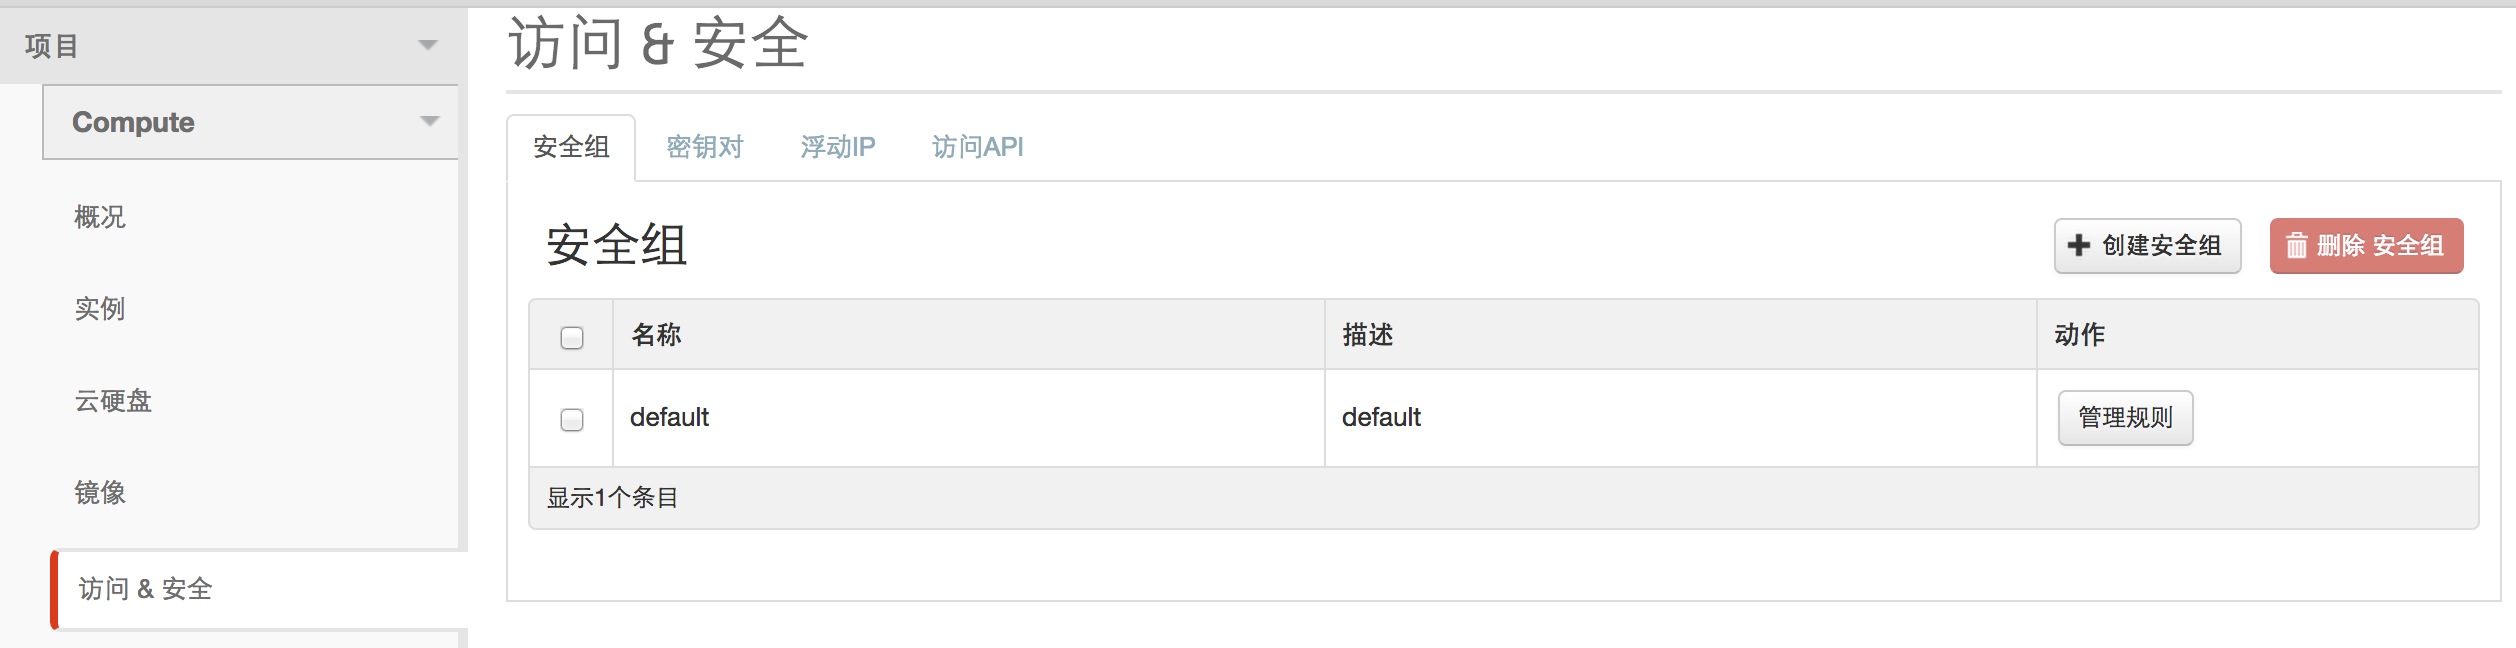 项目
Compute
概况
实例
云硬盘
镜像
访问 & 安全
访问 & 安全
安全组 密钥对 浮动IP 访问API
安全组
创建安全组 删除 安全组
名称 描述 动作
default default 管理规则
显示1个条目